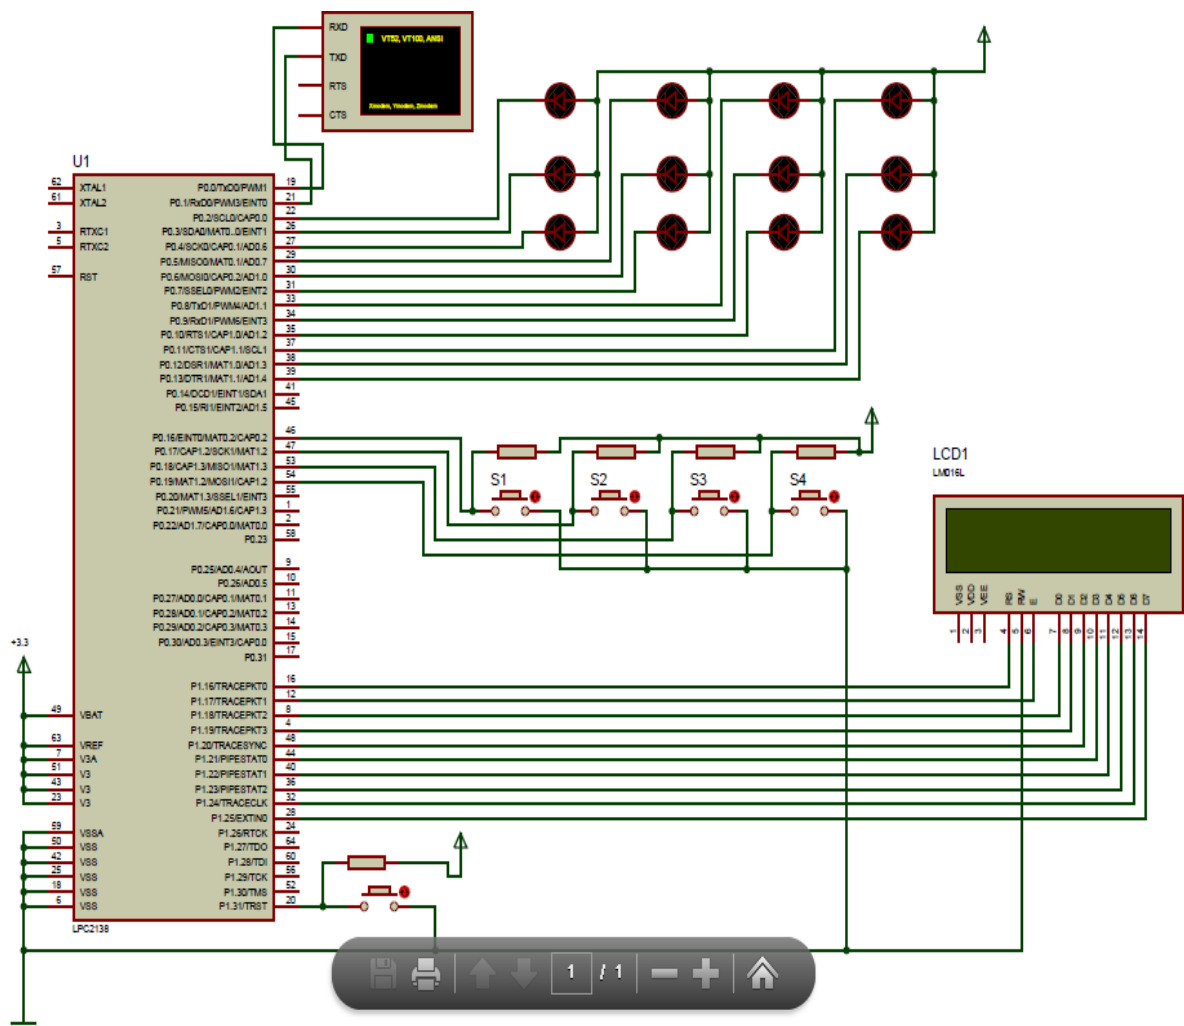 RXD
TXD
RTS
CTS
VT52, VT100, ANSI
Xmodem, Ymodem, Zmodem
U1
62 XTAL1
61 XTAL2
3 RTXC1
5 RTXC2
57 RST
P0.0/TxD0/PWM1 19
P0.1/RxD0/PWM3/EINT0 21
P0.2/SCL0/CAP0.0 22
P0.3/SDA0/MAT0..0/EINT1 26
P0.4/SCK0/CAP0.1/AD0.6 27
P0.5/MISO0/MAT0.1/AD0.7 29
P0.6/MOSI0/CAP0.2/AD1.0 30
P0.7/SSEL0/PWM2/EINT2 31
P0.8/TxD1/PWM4/AD1.1 33
P0.9/RxD1/PWM6/EINT3 34
P0.10/RTS1/CAP1.0/AD1.2 35
P0.11/CTS1/CAP1.1/SCL1 37
P0.12/DSR1/MAT1.0/AD1.3 38
P0.13/DTR1/MAT1.1/AD1.4 39
P0.14/DCD1/EINT1/SDA1 41
P0.15/RI1/EINT2/AD1.5 45
P0.16/EINT0/MAT0.2/CAP0.2 46
P0.17/CAP1.2/SCK1/MAT1.2 47
P0.18/CAP1.3/MISO1/MAT1.3 53
P0.19/MAT1.2/MOSI1/CAP1.2 54
P0.20/MAT1.3/SSEL1/EINT3 55
P0.21/PWM5/AD1.6/CAP1.3 1
P0.22/AD1.7/CAP0.0/MAT0.0 2
P0.23 58
P0.25/AD0.4/AOUT 9
P0.26/AD0.5 10
P0.27/AD0.0/CAP0.1/MAT0.1 11
P0.28/AD0.1/CAP0.2/MAT0.2 13
P0.29/AD0.2/CAP0.3/MAT0.3 14
P0.30/AD0.3/EINT3/CAP0.0 15
P0.31 17
P1.16/TRACEPKT0 16
P1.17/TRACEPKT1 12
P1.18/TRACEPKT2 8
P1.19/TRACEPKT3 4
P1.20/TRACESYNC 48
P1.21/PIPESTAT0 44
P1.22/PIPESTAT1 40
P1.23/PIPESTAT2 36
P1.24/TRACECLK 32
P1.25/EXTIN0 28
P1.26/RTCK 24
P1.27/TDO 64
P1.28/TDI 60
P1.29/TCK 56
P1.30/TMS 52
P1.31/TRST 20
+3.3
49 VBAT
63 VREF
7 V3A
51 V3
43 V3
23 V3
59 VSSA
50 VSS
42 VSS
25 VSS
18 VSS
6 VSS
LPC2138
S1 S2 S3 S4
LCD1
LM016L
VSS VDD VEE RS RW E D0 D1 D2 D3 D4 D5 D6 D7
1 2 3 4 5 6 7 8 9 10 11 12 13 14
1 / 1